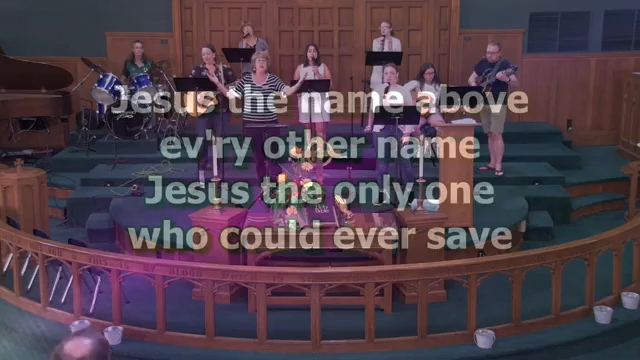 Jesus the name above
ev'ry other name
Jesus the only one
who could ever save